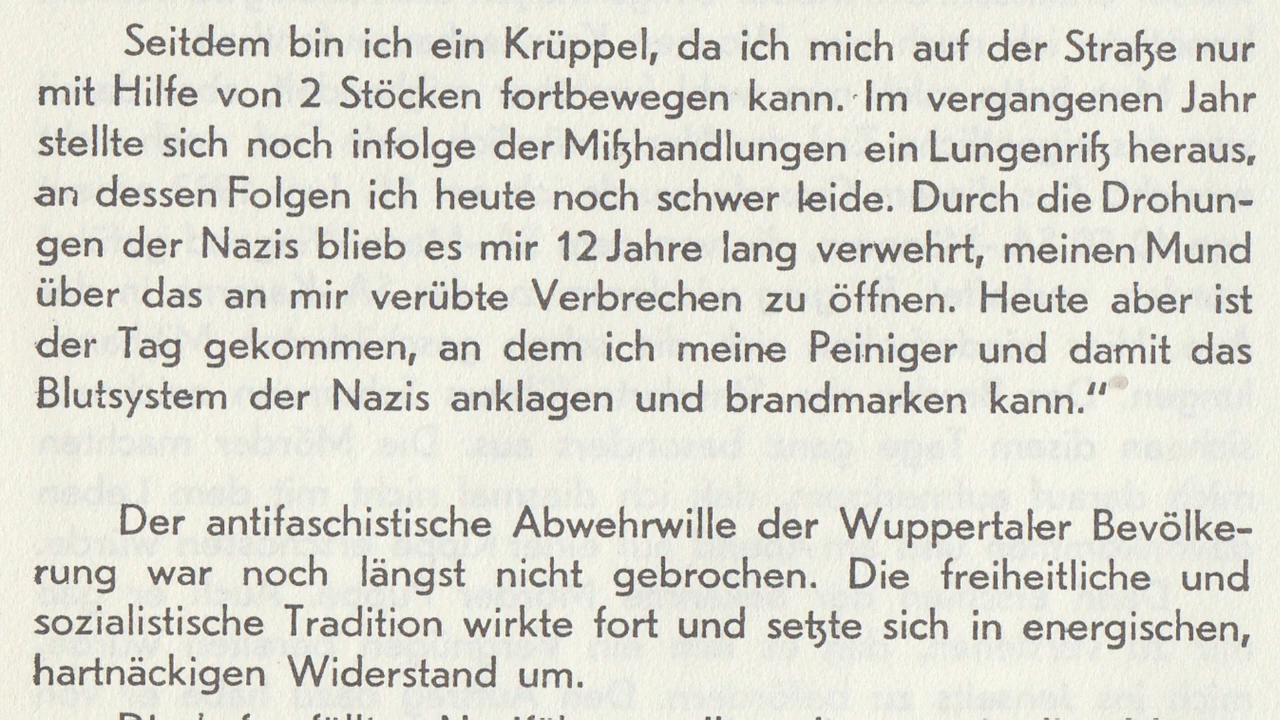 Seitdem bin ich ein Krüppel, da ich mich auf der Straße nur
mit Hilfe von 2 Stöcken fortbewegen kann. Im vergangenen Jahr
stellte sich noch infolge der Mißhandlungen ein Lungenriß heraus,
an dessen Folgen ich heute noch schwer leide. Durch die Drohun-
gen der Nazis blieb es mir 12 Jahre lang verwehrt, meinen Mund
über das an mir verübte Verbrechen zu öffnen. Heute aber ist
der Tag gekommen, an dem ich meine Peiniger und damit das
Blutsystem der Nazis anklagen und brandmarken kann.“
Der antifaschistische Abwehrwille der Wuppertaler Bevölke-
rung war noch längst nicht gebrochen. Die freiheitliche und
sozialistische Tradition wirkte fort und setzte sich in energischen,
hartnäckigen Widerstand um.